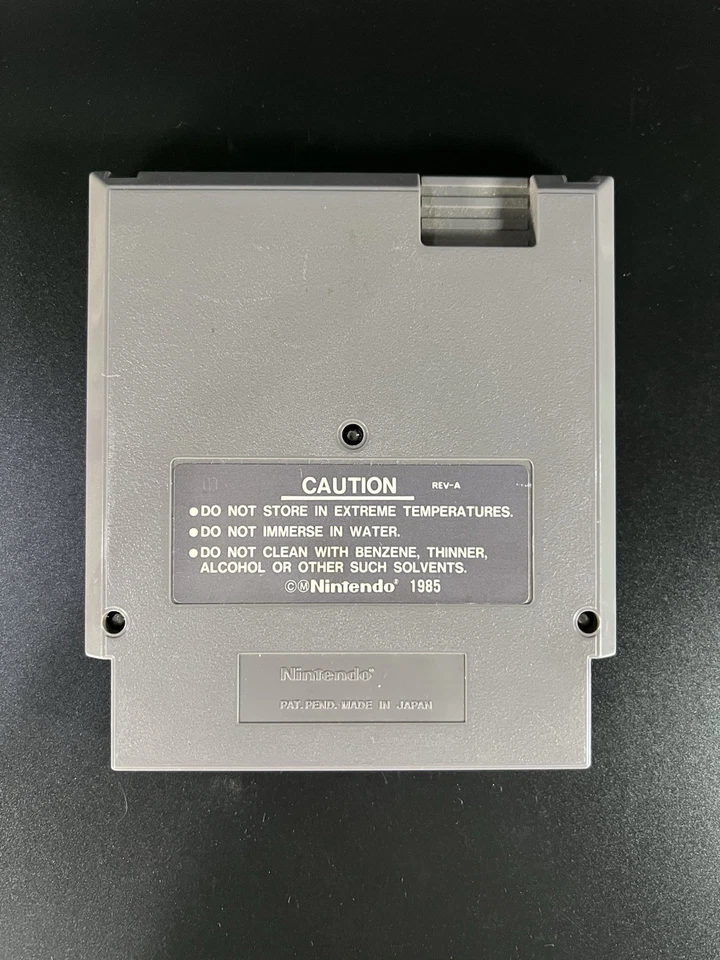 CAUTION REV-A
●DO NOT STORE IN EXTREME TEMPERATURES.
●DO NOT IMMERSE IN WATER.
●DO NOT CLEAN WITH BENZENE, THINNER,
ALCOHOL OR OTHER SUCH SOLVENTS.
©ⓂNintendo® 1985
Nintendo®
PAT. PEND. MADE IN JAPAN